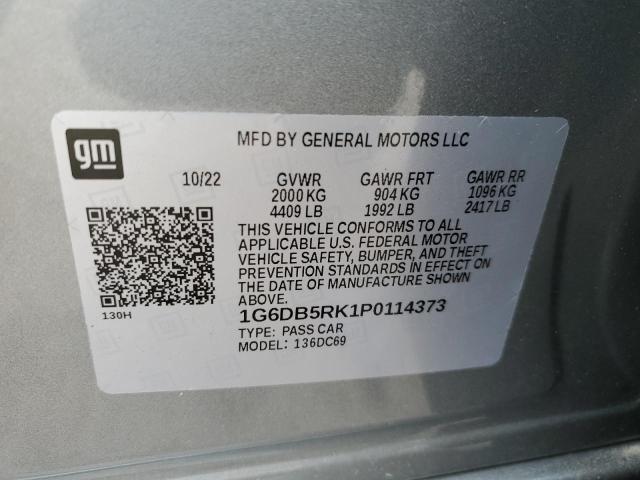 gm
MFD BY GENERAL MOTORS LLC
10/22 GVWR GAWR FRT GAWR RR
2000 KG 904 KG 1096 KG
4409 LB 1992 LB 2417 LB
THIS VEHICLE CONFORMS TO ALL
APPLICABLE U.S. FEDERAL MOTOR
VEHICLE SAFETY, BUMPER, AND THEFT
PREVENTION STANDARDS IN EFFECT ON
THE DATE OF MANUFACTURE SHOWN
ABOVE.
130H
1G6DB5RK1P0114373
TYPE: PASS CAR
MODEL: 136DC69